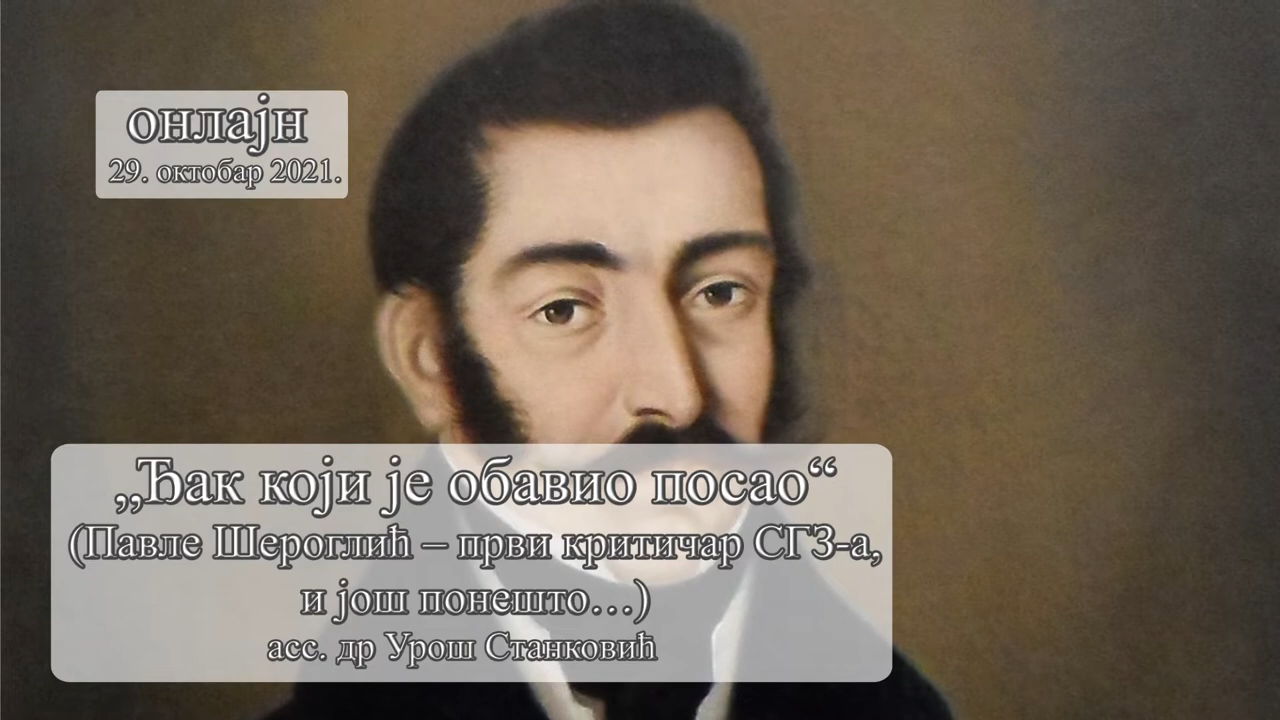 онлајн
29. октобар 2021.
„Ђак који је обавио посао“
(Павле Шероглић – први критичар СГЗ-а,
и још понешто...)
асс. др Урош Станковић